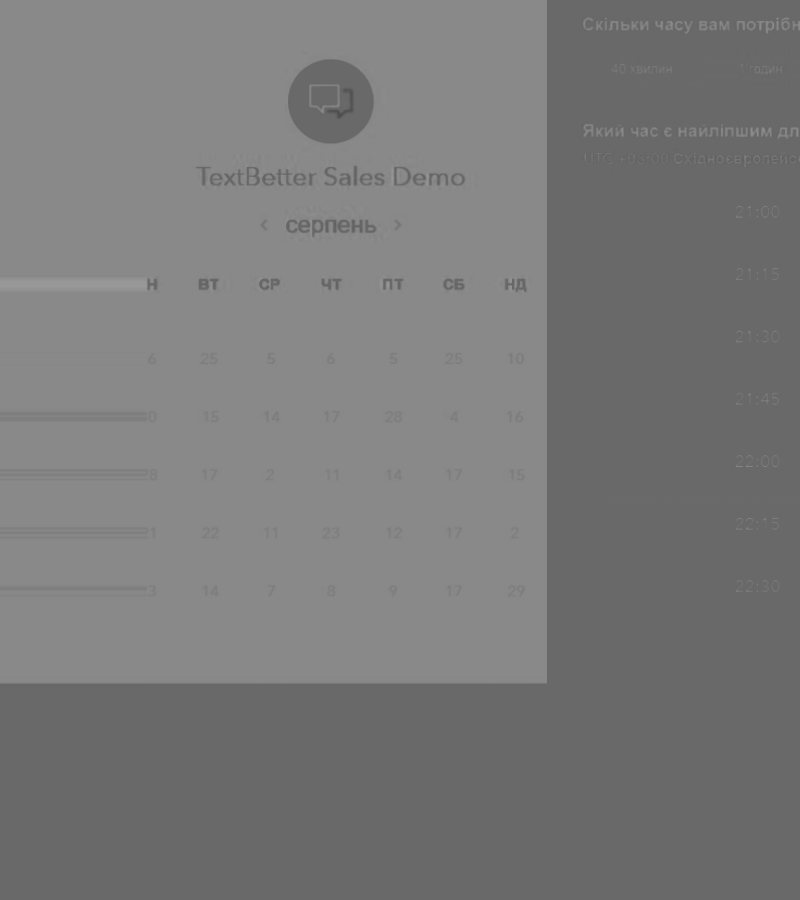 TextBetter Sales Demo
‹ серпень ›
Н ВТ СР ЧТ ПТ СБ НД
6 25 5 6 5 25 10
0 15 14 17 28 4 16
8 17 2 11 14 17 15
1 22 11 23 12 17 2
3 14 7 8 9 17 29
Скільки часу вам потрібн
40 хвилин 1 годин
Який час є найліпшим дл
UTC Східноєвропейсь
21:00
21:15
21:30
21:45
22:00
22:15
22:30